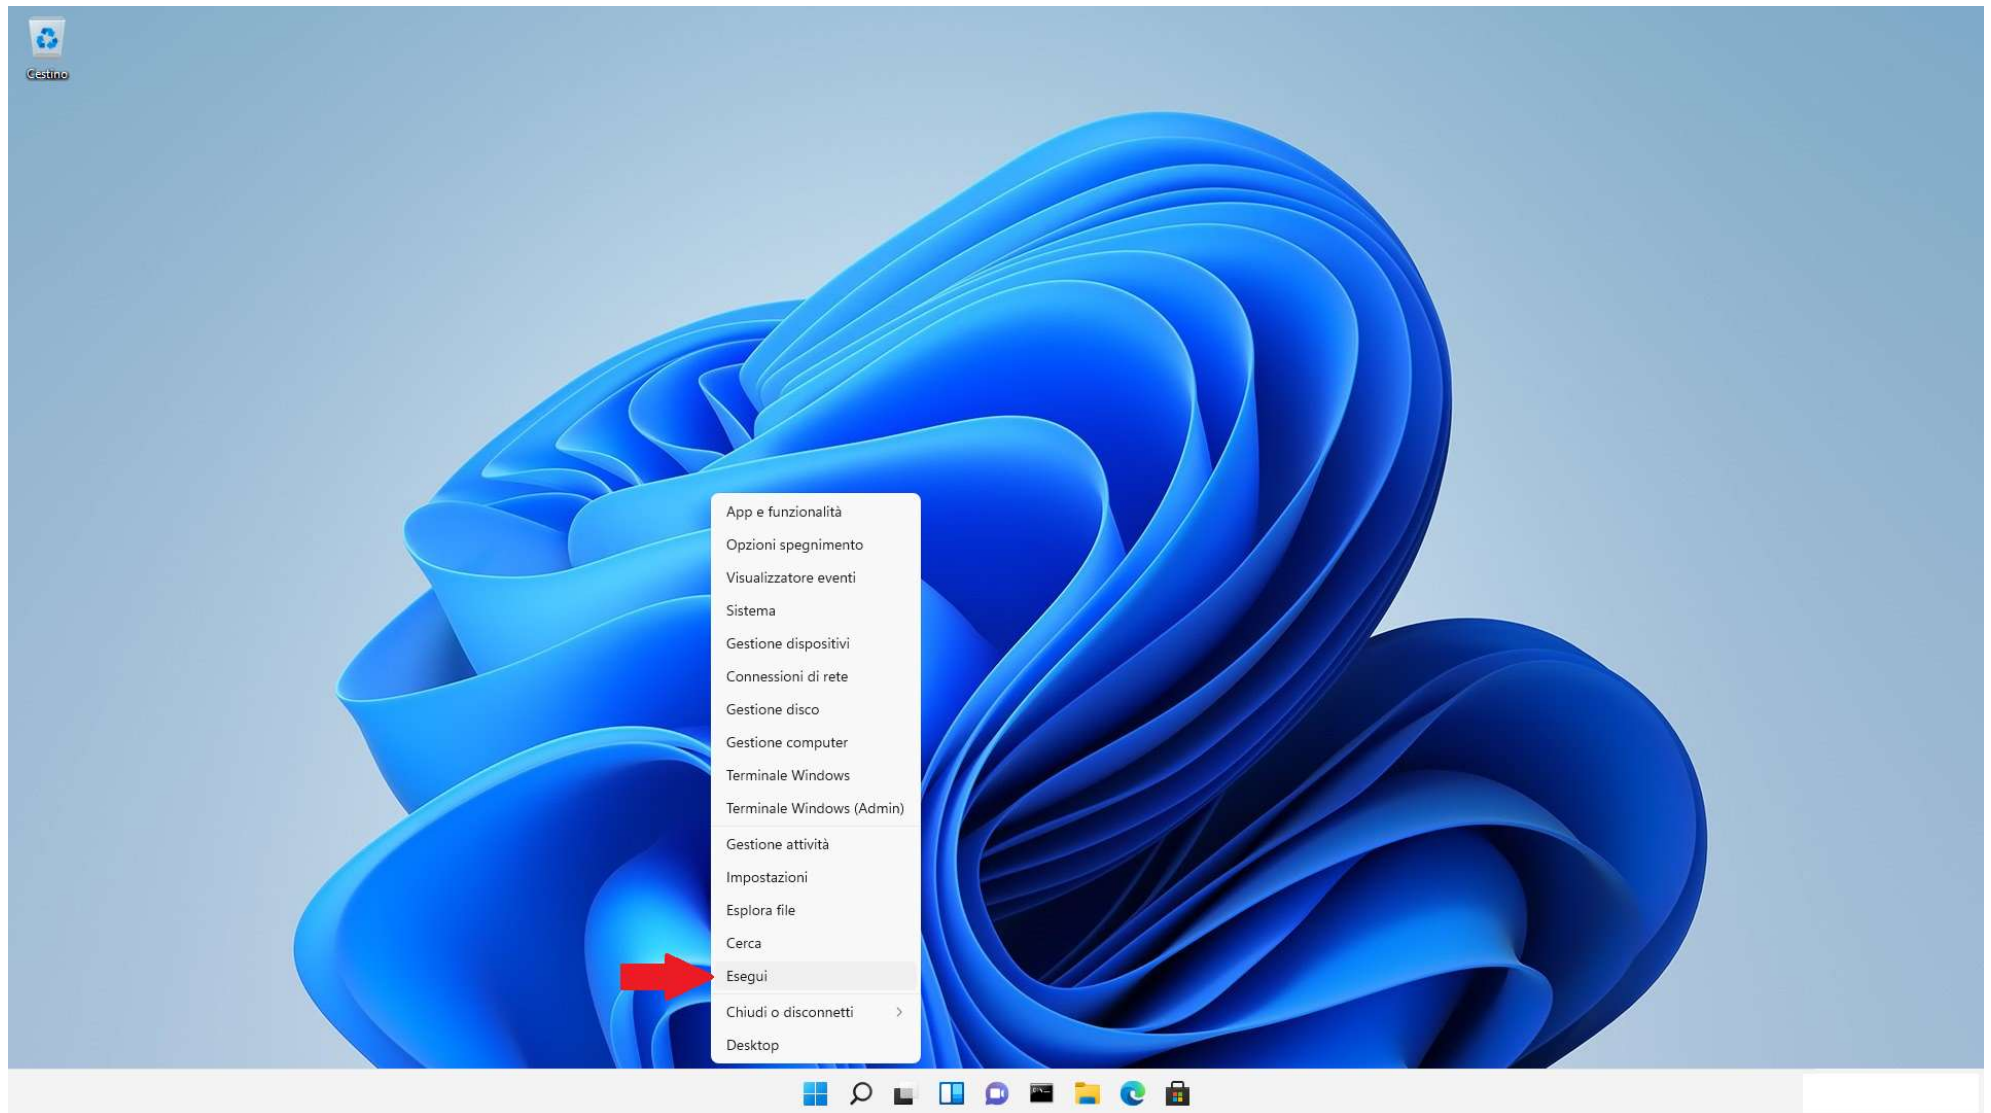 Cestino
App e funzionalità
Opzioni spegnimento
Visualizzatore eventi
Sistema
Gestione dispositivi
Connessioni di rete
Gestione disco
Gestione computer
Terminale Windows
Terminale Windows (Admin)
Gestione attività
Impostazioni
Esplora file
Cerca
Esegui
Chiudi o disconnetti
Desktop